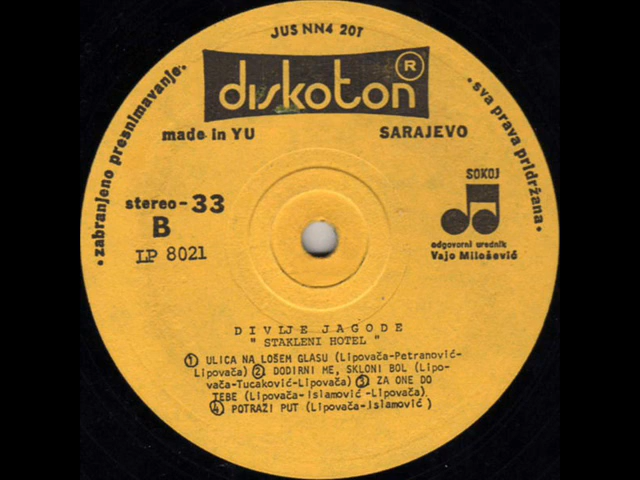 JUS NN4 20T
diskoton ®
made in YU
SARAJEVO
• zabranjeno presnimavanje •
• sva prava pridržana •
stereo - 33
B
LP 8021
SOKOJ
odgovorni urednik
Vajo Milošević
DIVLJE JAGODE
" STAKLENI HOTEL "
1 ULICA NA LOŠEM GLASU (Lipovača-Petranović-
Lipovača) 2 DODIRNI ME, SKLONI BOL (Lipo-
vača-Tucaković-Lipovača) 3 ZA ONE DO
TEBE (Lipovača-Islamović -Lipovača)
4 POTRAŽI PUT (Lipovača-Islamović )